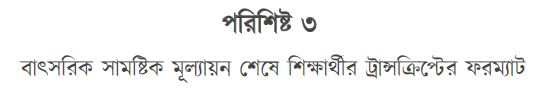 পরিশিষ্ট ৩
বাৎসরিক সামষ্টিক মূল্যায়ন শেষে শিক্ষার্থীর ট্রান্সক্রিপ্টের ফরম্যাট